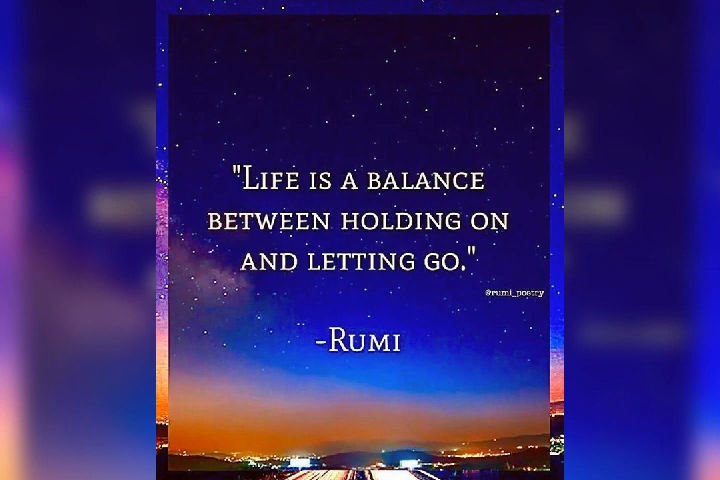 "Life is a balance
between holding on
and letting go."
@rumi_poetry
-Rumi